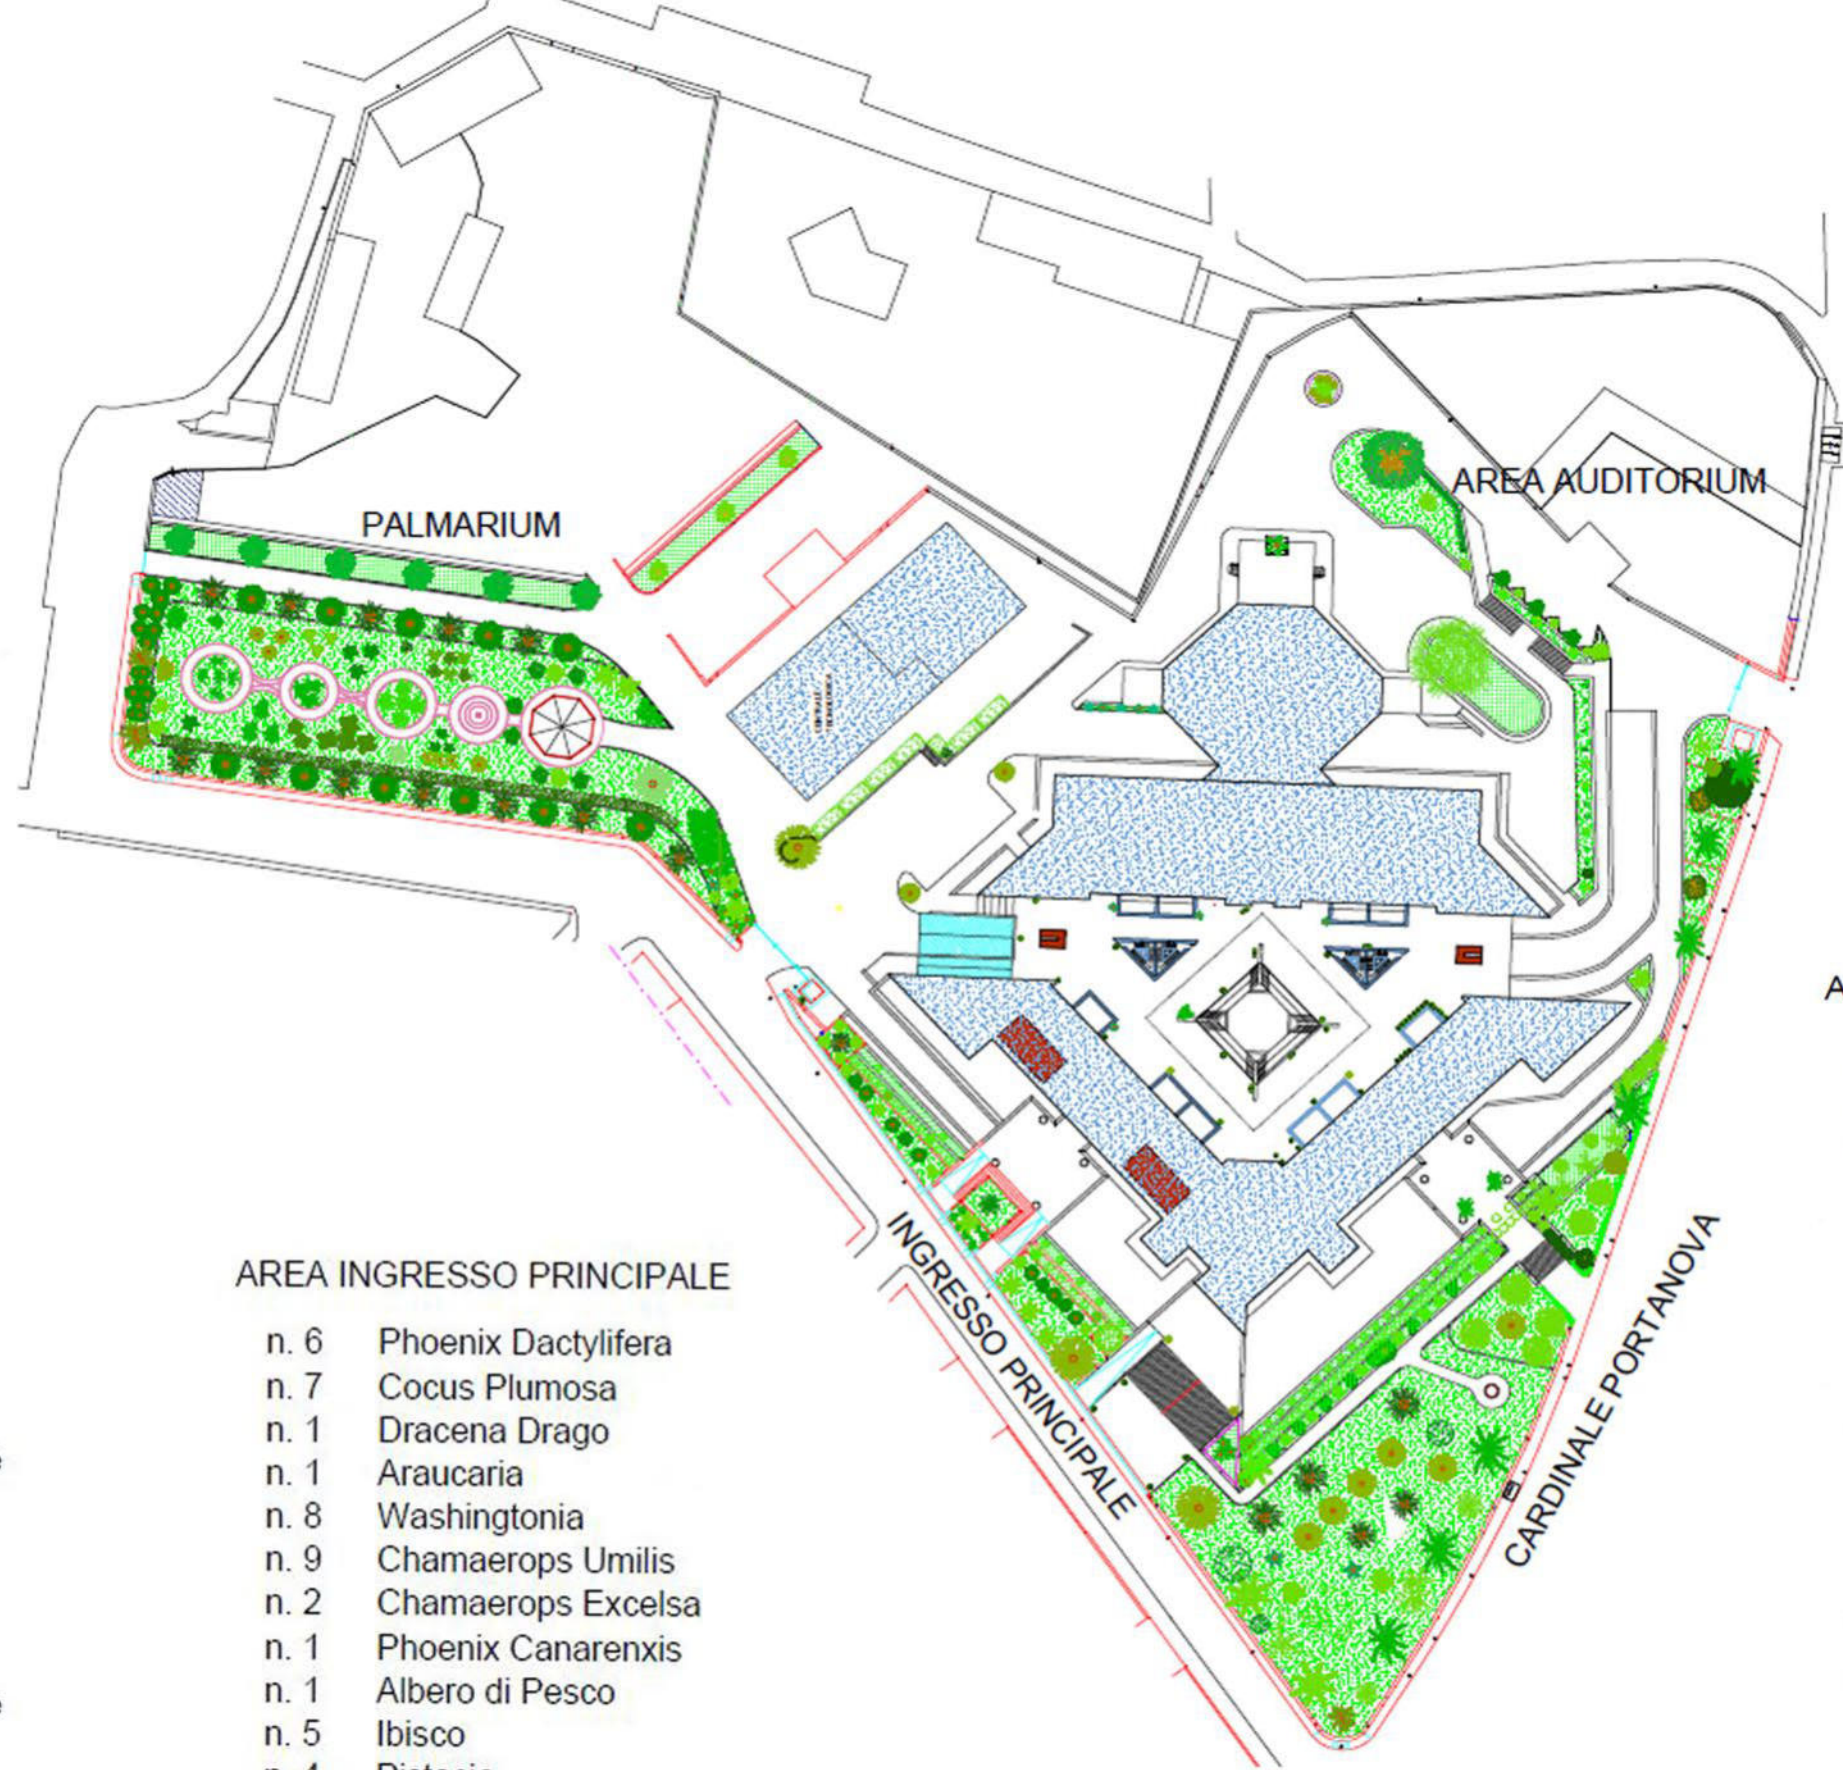 PALMARIUM
AREA AUDITORIUM
A
INGRESSO PRINCIPALE
CARDINALE PORTANOVA
AREA INGRESSO PRINCIPALE
n. 6 Phoenix Dactylifera
n. 7 Cocus Plumosa
n. 1 Dracena Drago
n. 1 Araucaria
n. 8 Washingtonia
n. 9 Chamaerops Umilis
n. 2 Chamaerops Excelsa
n. 1 Phoenix Canarenxis
n. 1 Albero di Pesco
n. 5 Ibisco